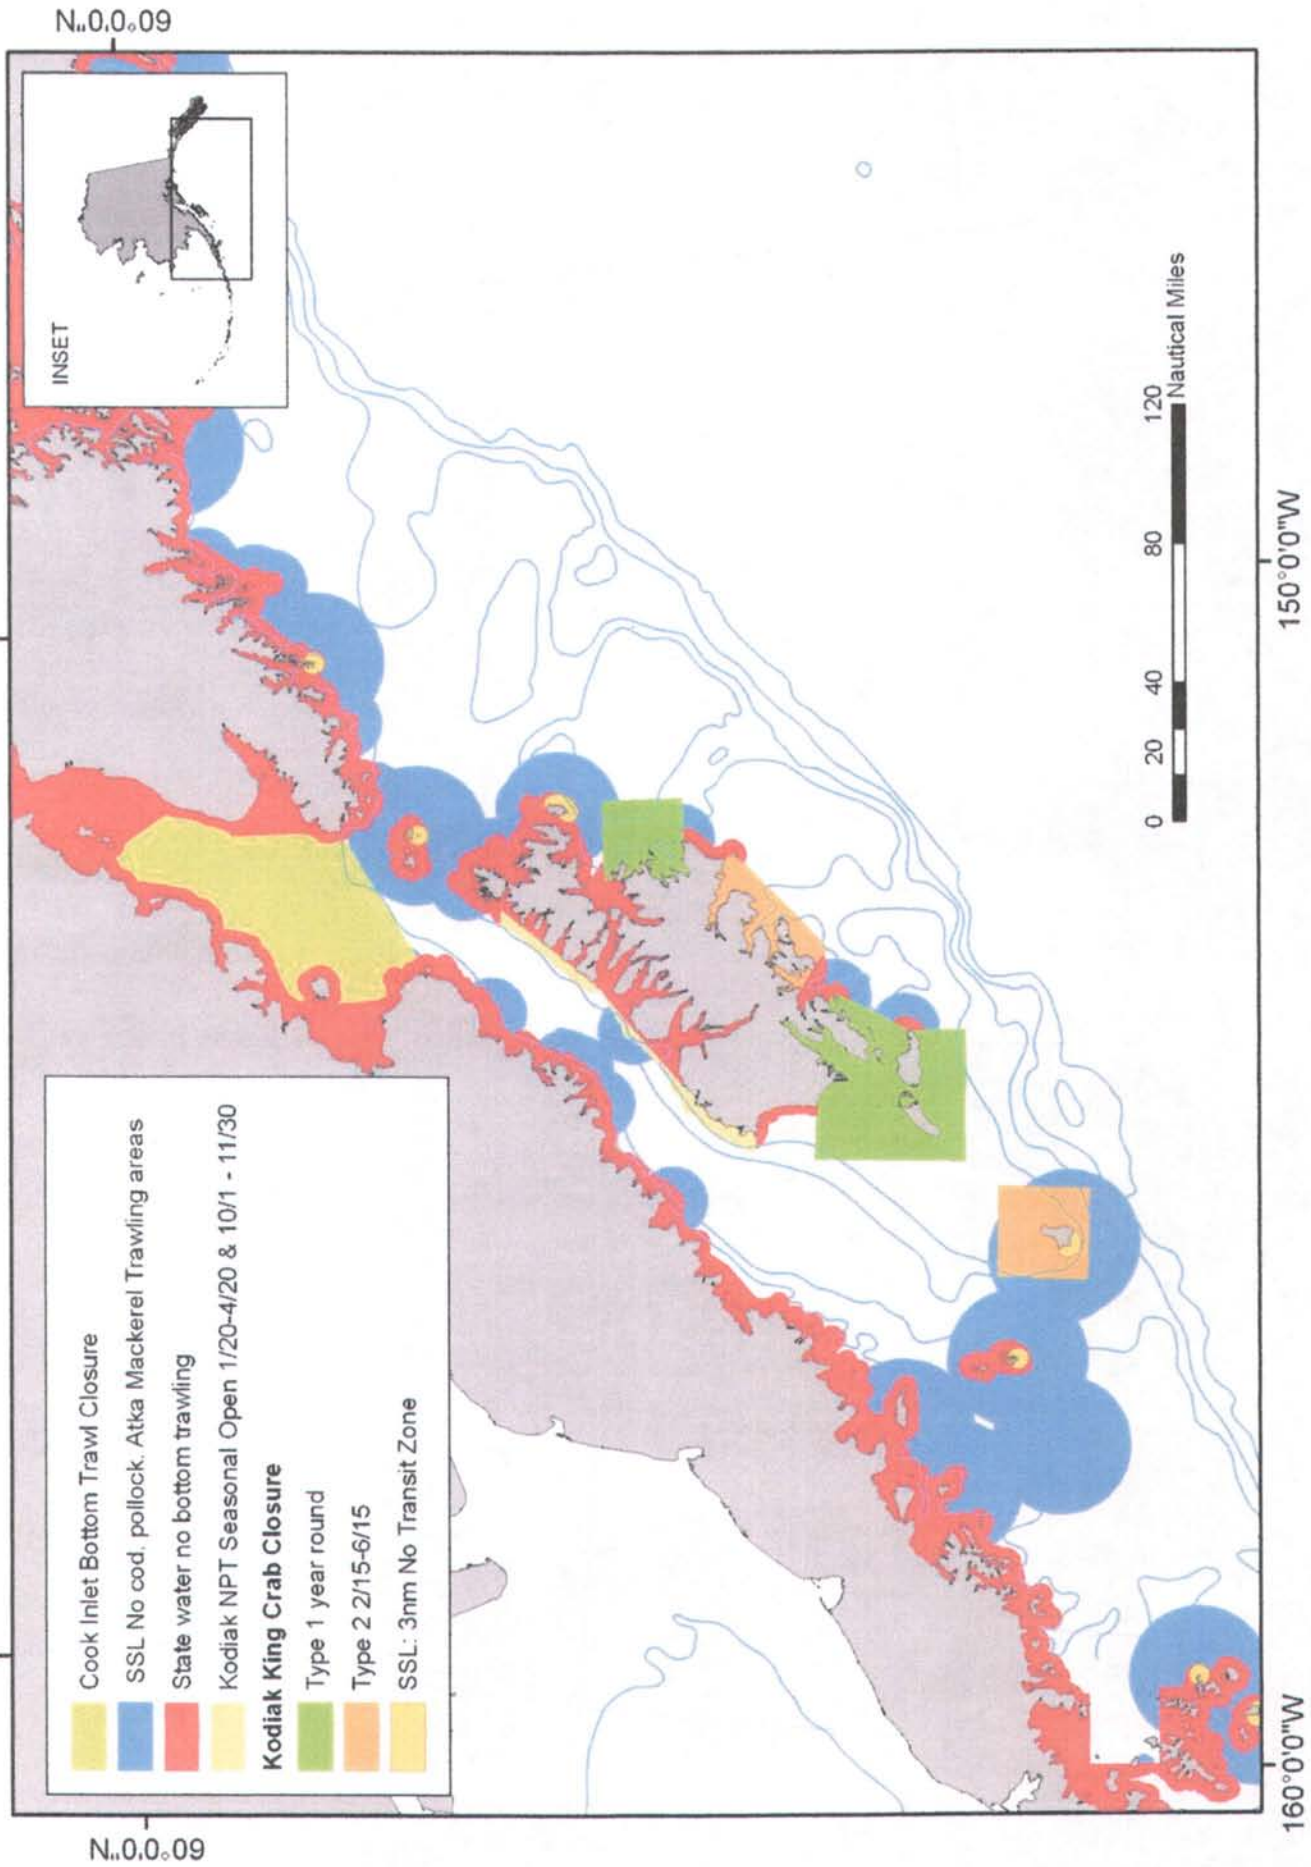 60°0'0"N
60°0'0"N
INSET
Cook Inlet Bottom Trawl Closure
SSL No cod. pollock. Atka Mackerel Trawling areas
State water no bottom trawling
Kodiak NPT Seasonal Open 1/20-4/20 & 10/1 - 11/30
Kodiak King Crab Closure
Type 1 year round
Type 2 2/15-6/15
SSL: 3nm No Transit Zone
0 20 40 80 120
Nautical Miles
160°0'0"W
150°0'0"W